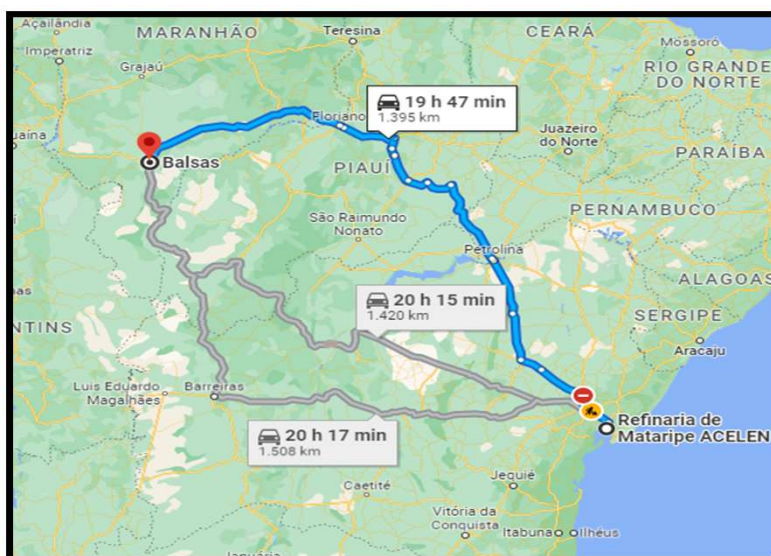 Açailândia
MARANHÃO
Teresina
CEARÁ
Mossoró
Imperatriz
RIO GRANDE
DO NORTE
Grajaú
19 h 47 min
1.395 km
Floriano
Juazeiro
do Norte
PARAÍBA
Balsas
PIAUÍ
São Raimundo
Nonato
PERNAMBUCO
Petrolina
ALAGOAS
20 h 15 min
1.420 km
SERGIPE
Aracaju
Luis Eduardo
Magalhães
Barreiras
Refinaria de
Mataripe ACELEN
20 h 17 min
1.508 km
Jequié
Caetité
Vitória da
Conquista
Itabuna
Ilhéus